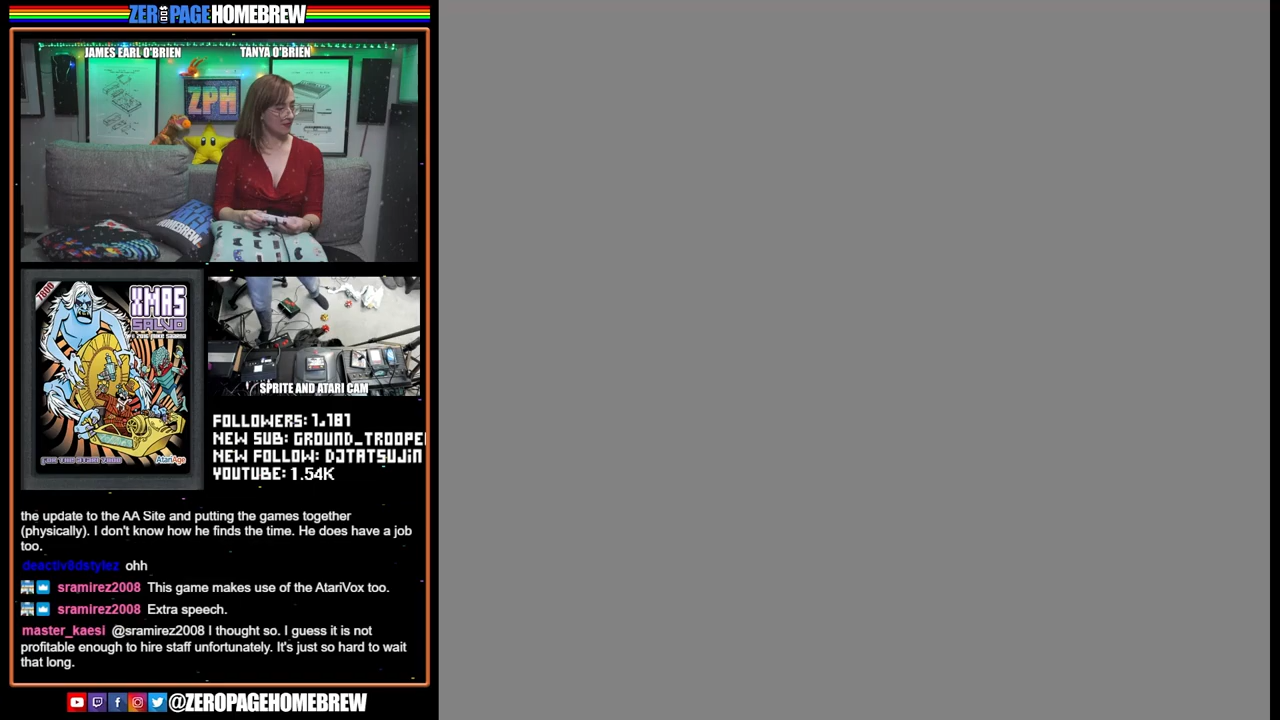 ZEROPAGE HOMEBREW
JAMES EARL O'BRIEN
TANYA O'BRIEN
ZPH
HOMEBREW
7800
XMAS
SALVO
AtariAge
SPRITE AND ATARI CAM
FOLLOWERS: 1,181
NEW SUB: GROUND_TROOPE
NEW FOLLOW: DJTATSUJIN
YOUTUBE: 1.54K
the update to the AA Site and putting the games together
(physically). I don't know how he finds the time. He does have a job
too.
deactiv8dstylez ohh
sramirez2008 This game makes use of the AtariVox too.
sramirez2008 Extra speech.
master_kaesi @sramirez2008 I thought so. I guess it is not
profitable enough to hire staff unfortunately. It's just so hard to wait
that long.
@ZEROPAGEHOMEBREW